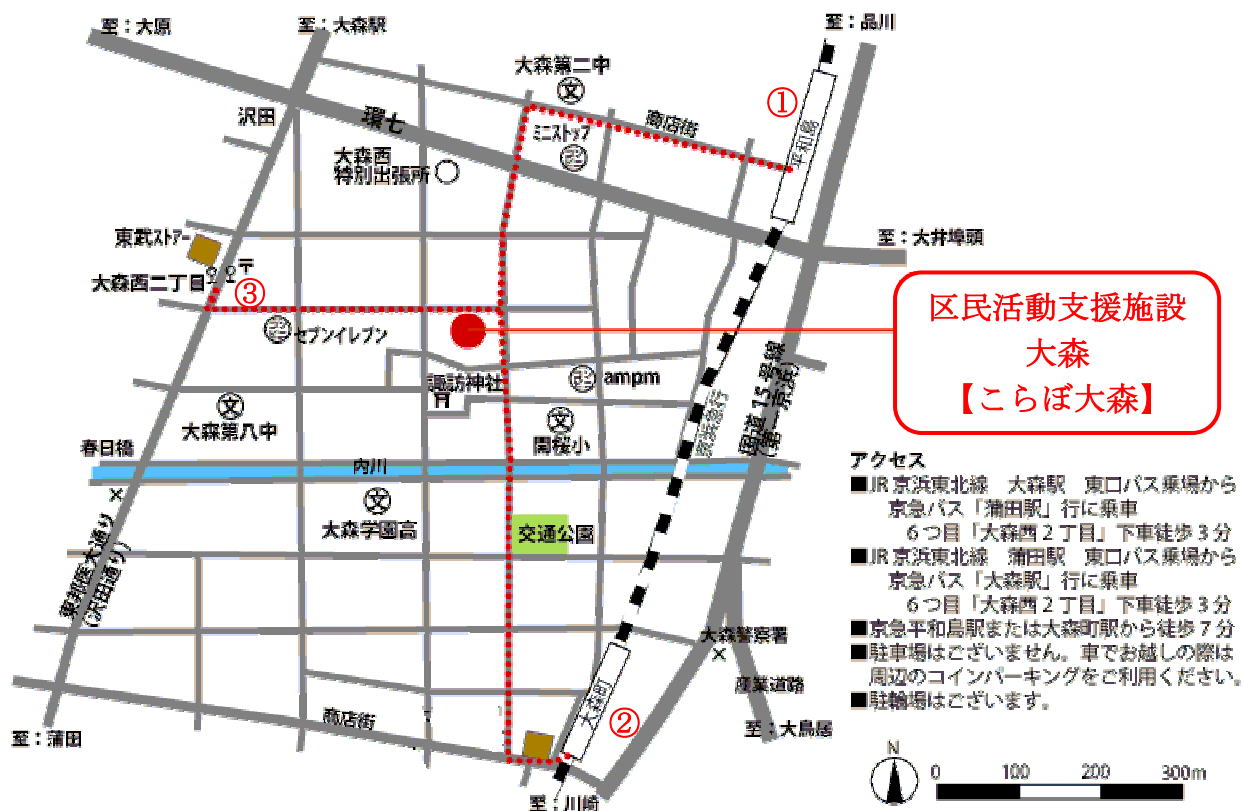 至：大原
至：大森駅
至：品川
大森第二中
文
①
沢田
環七
ミニストップ
商店街
平和島
大森西
特別出張所
東武ストアー
至：大井埠頭
大森西二丁目
〒
③
セブンイレブン
区民活動支援施設
大森
【こらぼ大森】
諏訪神社
ampm
京浜急行
国道15号線
(第一京浜)
文
大森第八中
文
開桜小
春日橋
内川
文
大森学園高
交通公園
東邦医大通り
(沢田通り)
アクセス
■JR京浜東北線　大森駅　東口バス乗場から
京急バス「蒲田駅」行に乗車
６つ目「大森西２丁目」下車徒歩３分
■JR京浜東北線　蒲田駅　東口バス乗場から
京急バス「大森駅」行に乗車
６つ目「大森西２丁目」下車徒歩３分
■京急平和島駅または大森町駅から徒歩７分
■駐車場はございません。車でお越しの際は
周辺のコインパーキングをご利用ください。
■駐輪場はございます。
大森警察署
産業道路
大森町
②
商店街
至：蒲田
至：大鳥居
至：川崎
N
0 100 200 300m